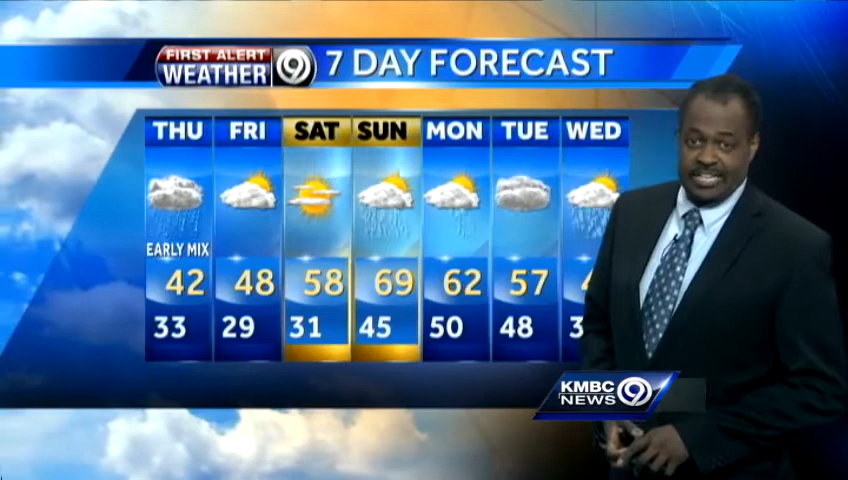 FIRST ALERT
WEATHER 9
7 DAY FORECAST
THU FRI SAT SUN MON TUE WED
EARLY MIX
42 48 58 69 62 57
33 29 31 45 50 48
KMBC
NEWS 9